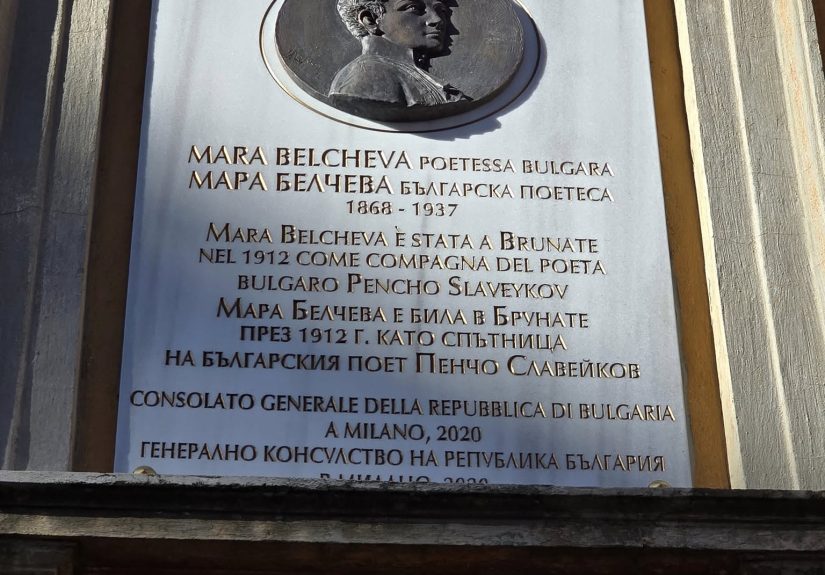 MARA BELCHEVA POETESSA BULGARA
МАРА БЕЛЧЕВА БЪЛГАРСКА ПОЕТЕСА
1868 - 1937
MARA BELCHEVA È STATA A BRUNATE
NEL 1912 COME COMPAGNA DEL POETA
BULGARO PENCHO SLAVEYKOV
МАРА БЕЛЧЕВА Е БИЛА В БРУНАТЕ
ПРЕЗ 1912 Г. КАТО СПЪТНИЦА
НА БЪЛГАРСКИЯ ПОЕТ ПЕНЧО СЛАВЕЙКОВ
CONSOLATO GENERALE DELLA REPUBBLICA DI BULGARIA
A MILANO, 2020
ГЕНЕРАЛНО КОНСУЛСТВО НА РЕПУБЛИКА БЪЛГАРИЯ
В МИЛАНО, 2020